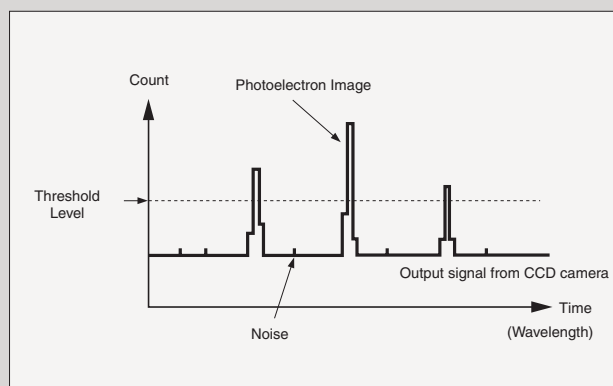 Count
Photoelectron Image
Threshold
Level
Output signal from CCD camera
Time
(Wavelength)
Noise